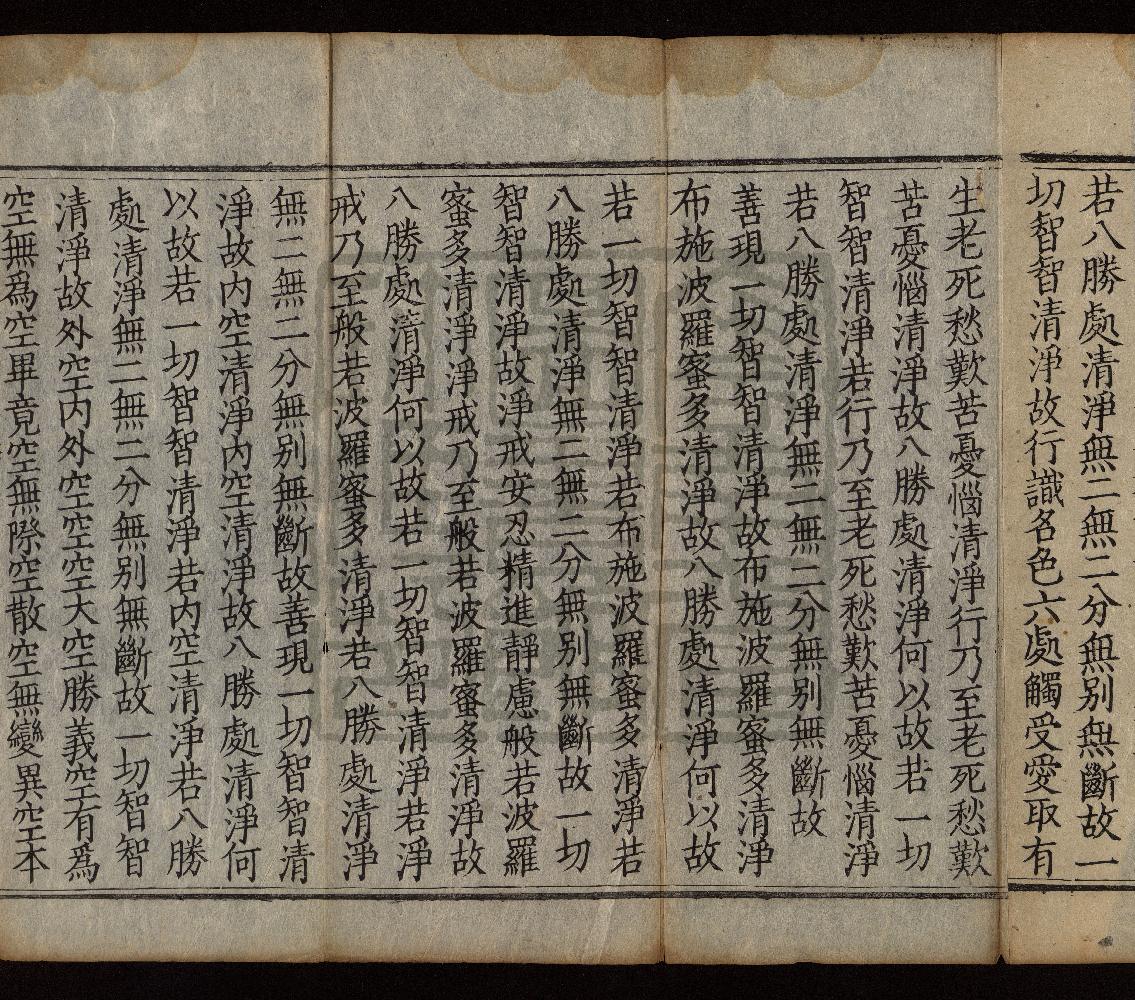 若八勝處清淨無二無二分無别無斷故一
切智智清淨故行識名色六處觸受愛取有
生老死愁歎苦憂惱清淨行乃至老死愁歎
苦憂惱清淨故八勝處清淨何以故若一切
智智清淨若行乃至老死愁歎苦憂惱清淨
若八勝處清淨無二無二分無别無斷故
善現一切智智清淨故布施波羅蜜多清淨
布施波羅蜜多清淨故八勝處清淨何以故
若一切智智清淨若布施波羅蜜多清淨若
八勝處清淨無二無二分無别無斷故一切
智智清淨故淨戒安忍精進靜慮般若波羅
蜜多清淨淨戒乃至般若波羅蜜多清淨故
八勝處清淨何以故若一切智智清淨若淨
戒乃至般若波羅蜜多清淨若八勝處清淨
無二無二分無别無斷故善現一切智智清
淨故内空清淨内空清淨故八勝處清淨何
以故若一切智智清淨若内空清淨若八勝
處清淨無二無二分無别無斷故一切智智
清淨故外空内外空空空大空勝義空有爲
空無爲空畢竟空無際空散空無變異空本